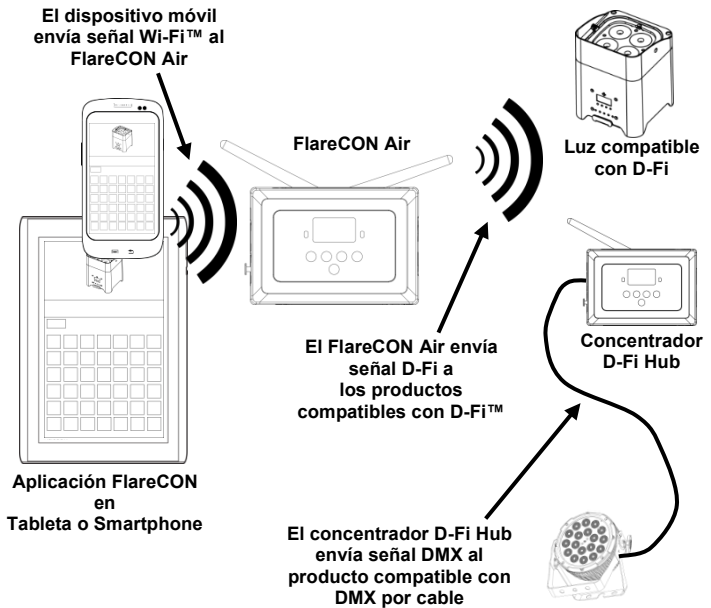 El dispositivo móvil
envía señal Wi-Fi™ al
FlareCON Air
FlareCON Air
Luz compatible
con D-Fi
El FlareCON Air envía
señal D-Fi a
los productos
compatibles con D-Fi™
Concentrador
D-Fi Hub
Aplicación FlareCON
en
Tableta o Smartphone
El concentrador D-Fi Hub
envía señal DMX al
producto compatible con
DMX por cable